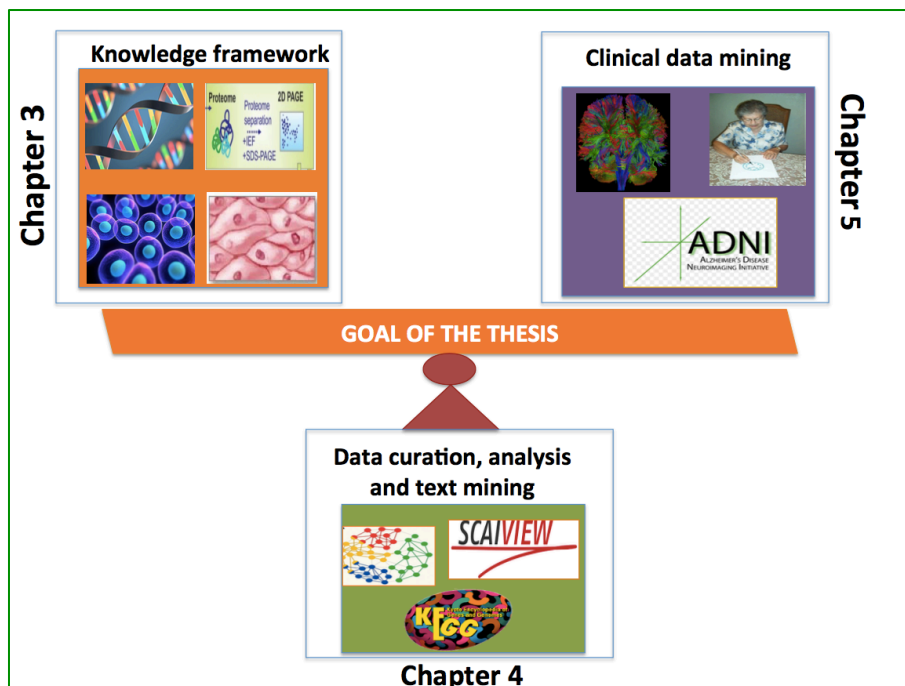 Knowledge framework
Chapter 3
Proteome
Proteome
separation
+IEF
+SDS-PAGE
2D PAGE
Clinical data mining
Chapter 5
ADNI
ALZHEIMER'S DISEASE
NEUROIMAGING INITIATIVE
GOAL OF THE THESIS
Data curation, analysis
and text mining
SCAIVIEW
KEGG
Chapter 4